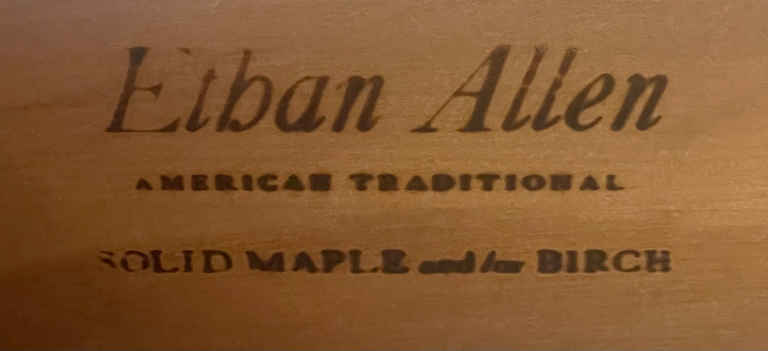 Ethan Allen
AMERICAN TRADITIONAL
SOLID MAPLE and/or BIRCH